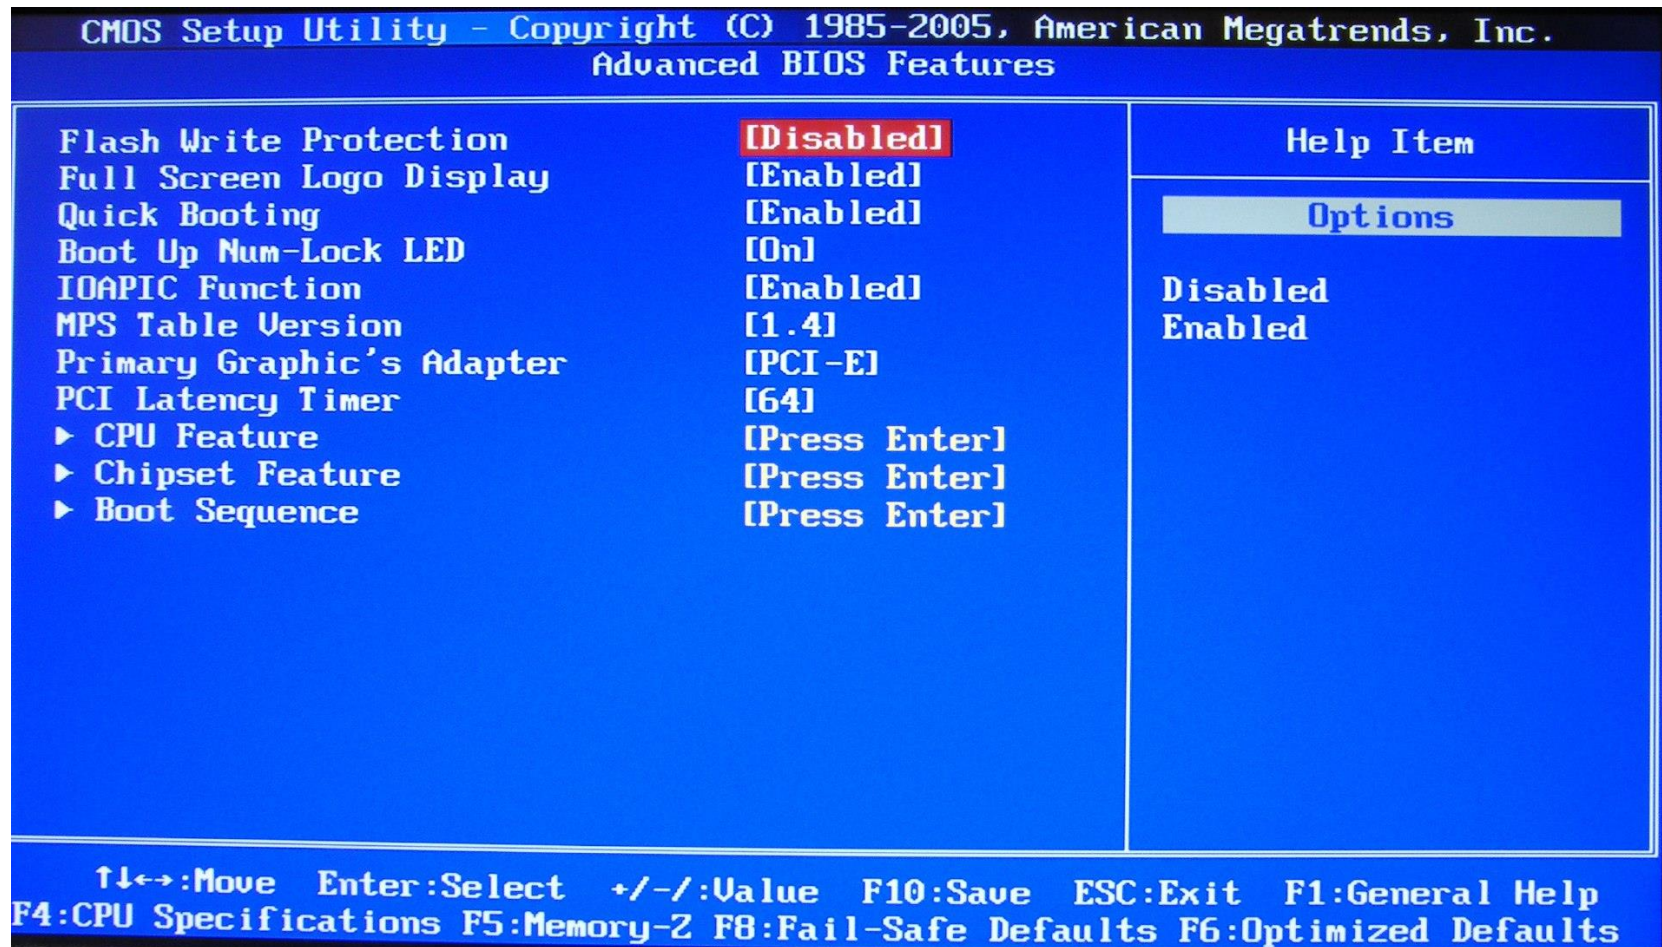 CMOS Setup Utility - Copyright (C) 1985-2005, American Megatrends, Inc.
Advanced BIOS Features
Flash Write Protection [Disabled]
Full Screen Logo Display [Enabled]
Quick Booting [Enabled]
Boot Up Num-Lock LED [On]
IOAPIC Function [Enabled]
MPS Table Version [1.4]
Primary Graphic's Adapter [PCI-E]
PCI Latency Timer [64]
► CPU Feature [Press Enter]
► Chipset Feature [Press Enter]
► Boot Sequence [Press Enter]
Help Item
Options
Disabled
Enabled
↑↓←→:Move Enter:Select +/-/:Value F10:Save ESC:Exit F1:General Help
F4:CPU Specifications F5:Memory-Z F8:Fail-Safe Defaults F6:Optimized Defaults